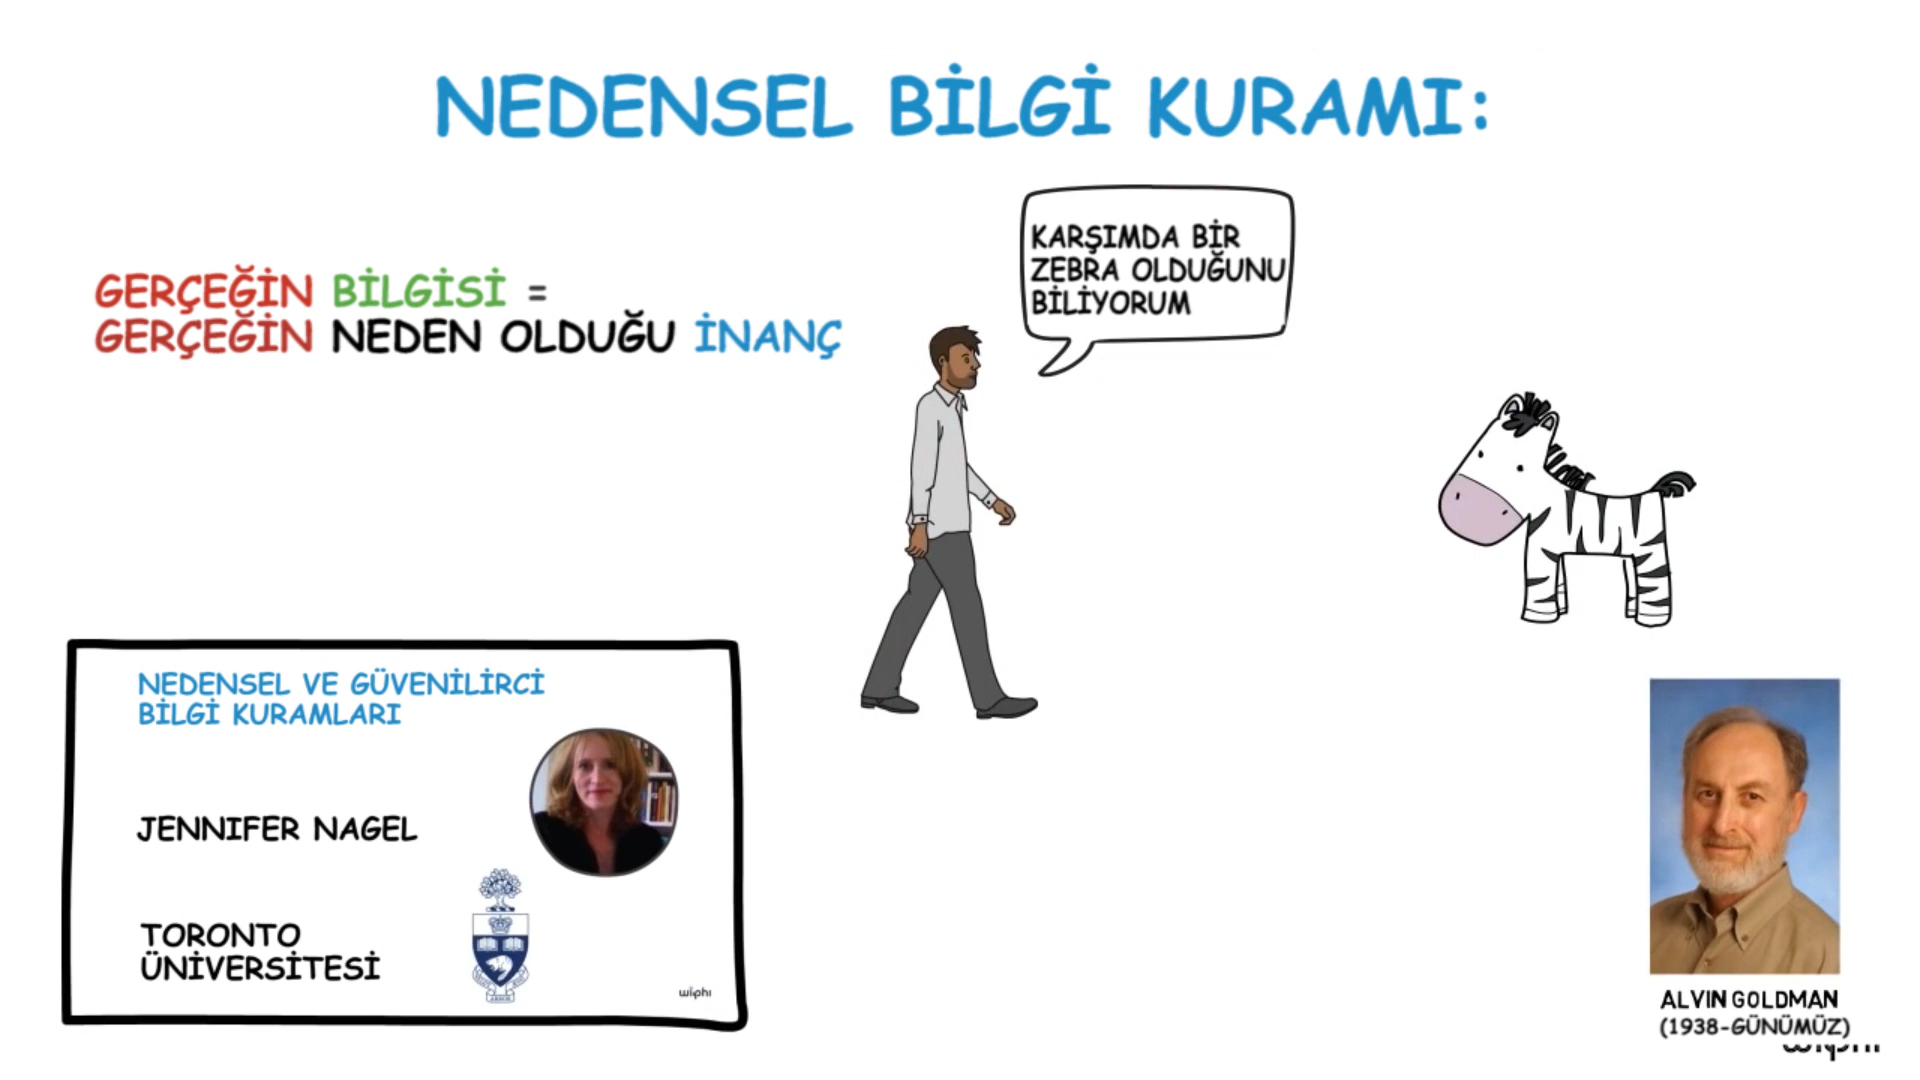 NEDENSEL BİLGİ KURAMI:
KARŞIMDA BİR
ZEBRA OLDUĞUNU
BİLİYORUM
GERÇEĞİN BİLGİSİ =
GERÇEĞİN NEDEN OLDUĞU İNANÇ
NEDENSEL VE GÜVENİLİRCİ
BİLGİ KURAMLARI
JENNIFER NAGEL
TORONTO
ÜNİVERSİTESİ
wiphi
ALVIN GOLDMAN
(1938-GÜNÜMÜZ)